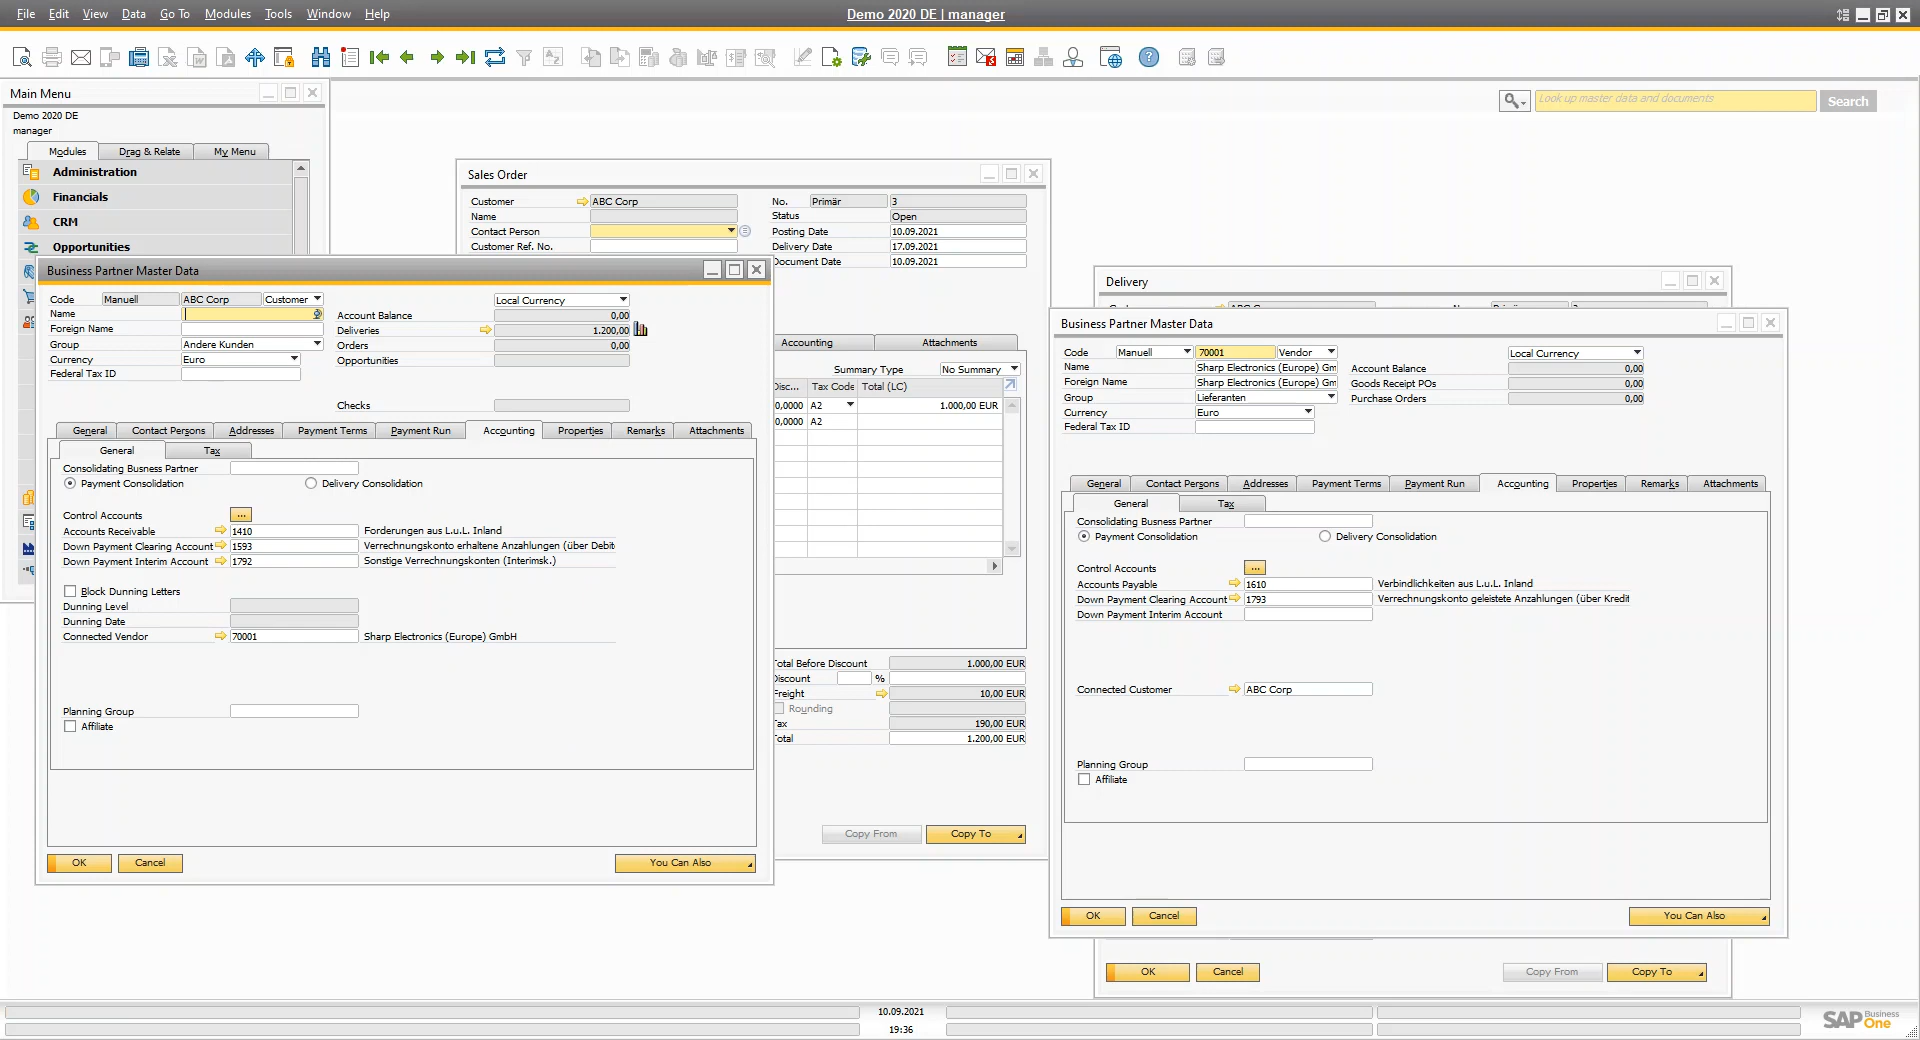 File Edit View Data Go To Modules Tools Window Help
Demo 2020 DE | manager
Look up master data and documents
Search
Main Menu
Demo 2020 DE
manager
Modules Drag & Relate My Menu
Administration
Financials
CRM
Opportunities
Sales Order
Customer ABC Corp
Name
Contact Person
Customer Ref. No.
No. Primär 3
Status Open
Posting Date 10.09.2021
Delivery Date 17.09.2021
Document Date 10.09.2021
Accounting Attachments
Summary Type No Summary
Disc... Tax Code Total (LC)
0,0000 A2 1.000,00 EUR
0,0000 A2
Total Before Discount 1.000,00 EUR
Discount %
Freight 10,00 EUR
Rounding
Tax 190,00 EUR
Total 1.200,00 EUR
Copy From Copy To
Business Partner Master Data
Code Manuell ABC Corp Customer
Name
Foreign Name
Group Andere Kunden
Currency Euro
Federal Tax ID
Local Currency
Account Balance 0,00
Deliveries 1.200,00
Orders 0,00
Opportunities
Checks
General Contact Persons Addresses Payment Terms Payment Run Accounting Properties Remarks Attachments
General Tax
Consolidating Business Partner
Payment Consolidation Delivery Consolidation
Control Accounts ...
Accounts Receivable 1410 Forderungen aus L.u.L. Inland
Down Payment Clearing Account 1593 Verrechnungskonto erhaltene Anzahlungen (über Debit
Down Payment Interim Account 1792 Sonstige Verrechnungskonten (Interimsk.)
Block Dunning Letters
Dunning Level
Dunning Date
Connected Vendor 70001 Sharp Electronics (Europe) GmbH
Planning Group
Affiliate
OK Cancel You Can Also
Delivery
Business Partner Master Data
Code Manuell 70001 Vendor
Name Sharp Electronics (Europe) Gm
Foreign Name Sharp Electronics (Europe) Gm
Group Lieferanten
Currency Euro
Federal Tax ID
Local Currency
Account Balance 0,00
Goods Receipt POs 0,00
Purchase Orders 0,00
General Contact Persons Addresses Payment Terms Payment Run Accounting Properties Remarks Attachments
General Tax
Consolidating Business Partner
Payment Consolidation Delivery Consolidation
Control Accounts ...
Accounts Payable 1610 Verbindlichkeiten aus L.u.L. Inland
Down Payment Clearing Account 1793 Verrechnungskonto geleistete Anzahlungen (über Kredit
Down Payment Interim Account
Connected Customer ABC Corp
Planning Group
Affiliate
OK Cancel You Can Also
OK Cancel Copy From Copy To
10.09.2021
19:36
SAP Business One